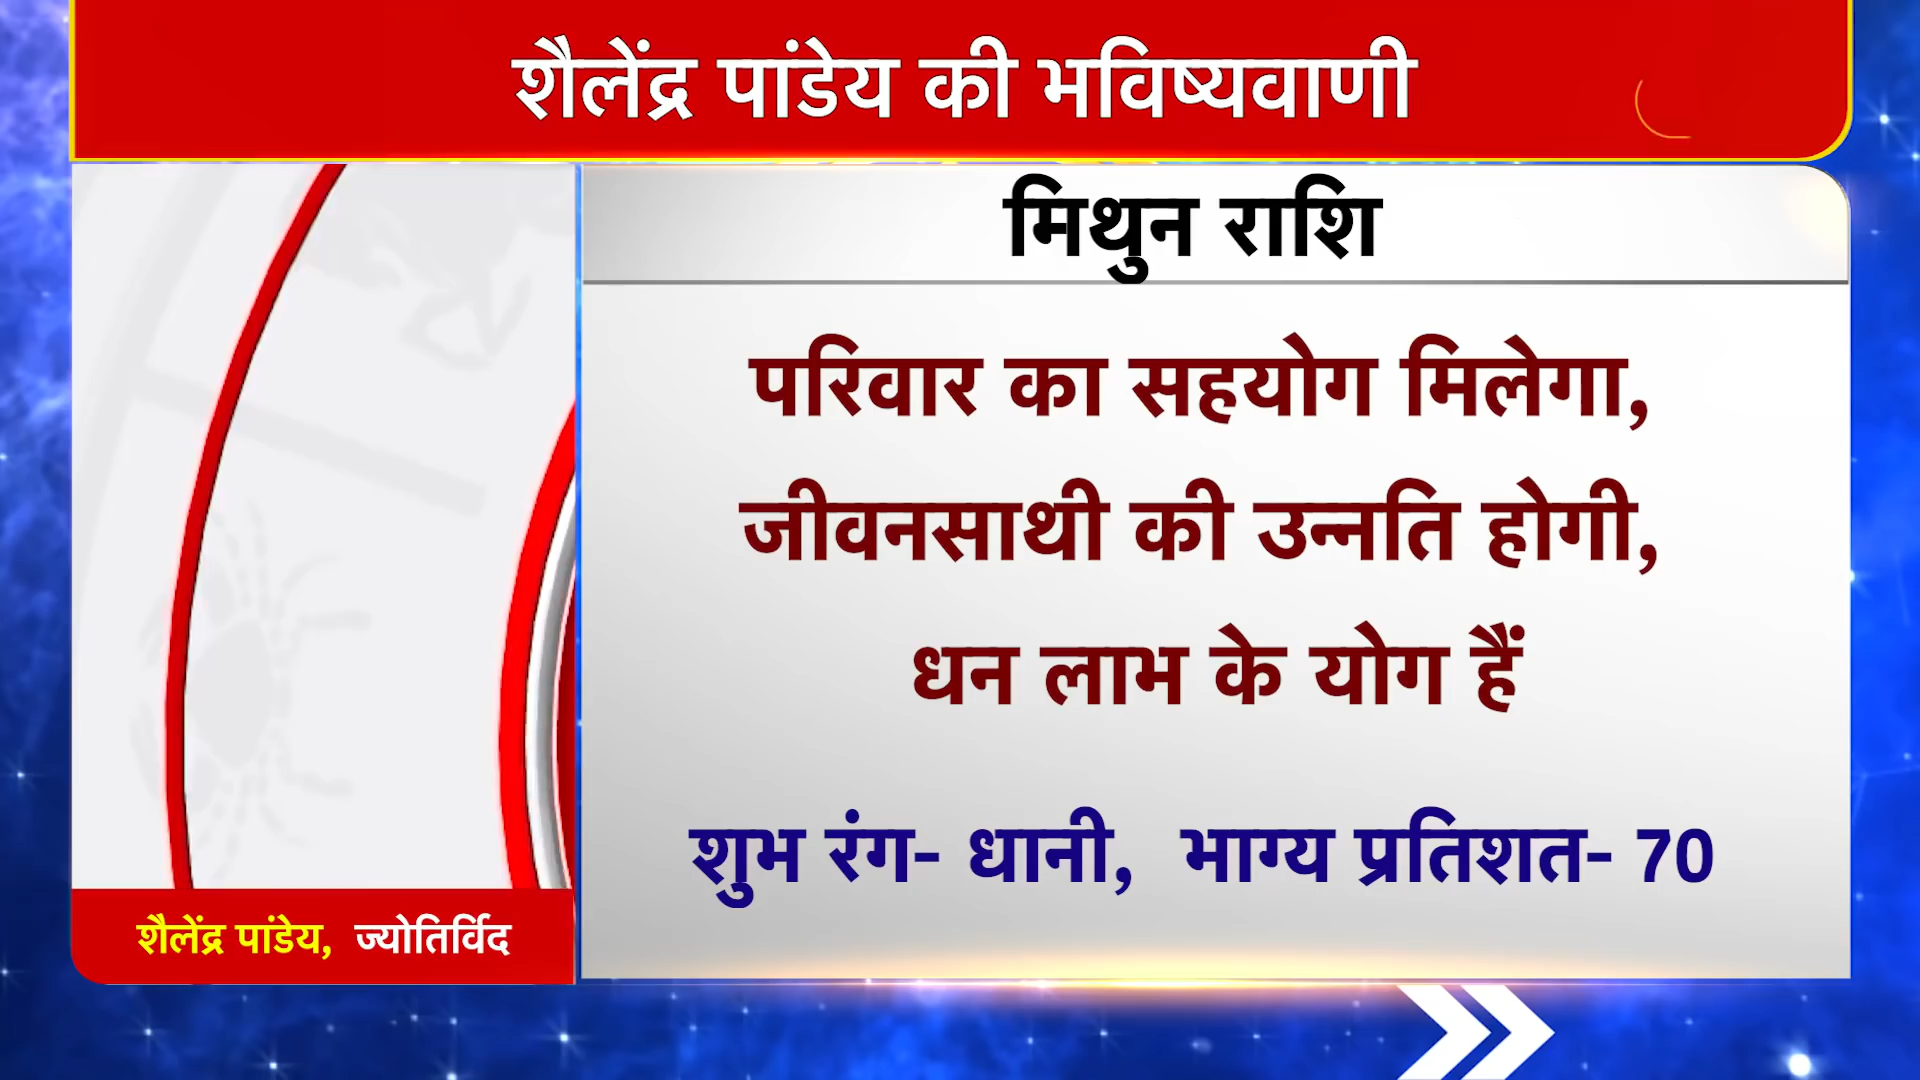 शैलेंद्र पांडेय की भविष्यवाणी
मिथुन राशि
परिवार का सहयोग मिलेगा,
जीवनसाथी की उन्नति होगी,
धन लाभ के योग हैं
शुभ रंग- धानी, भाग्य प्रतिशत- 70
शैलेंद्र पांडेय, ज्योतिर्विद